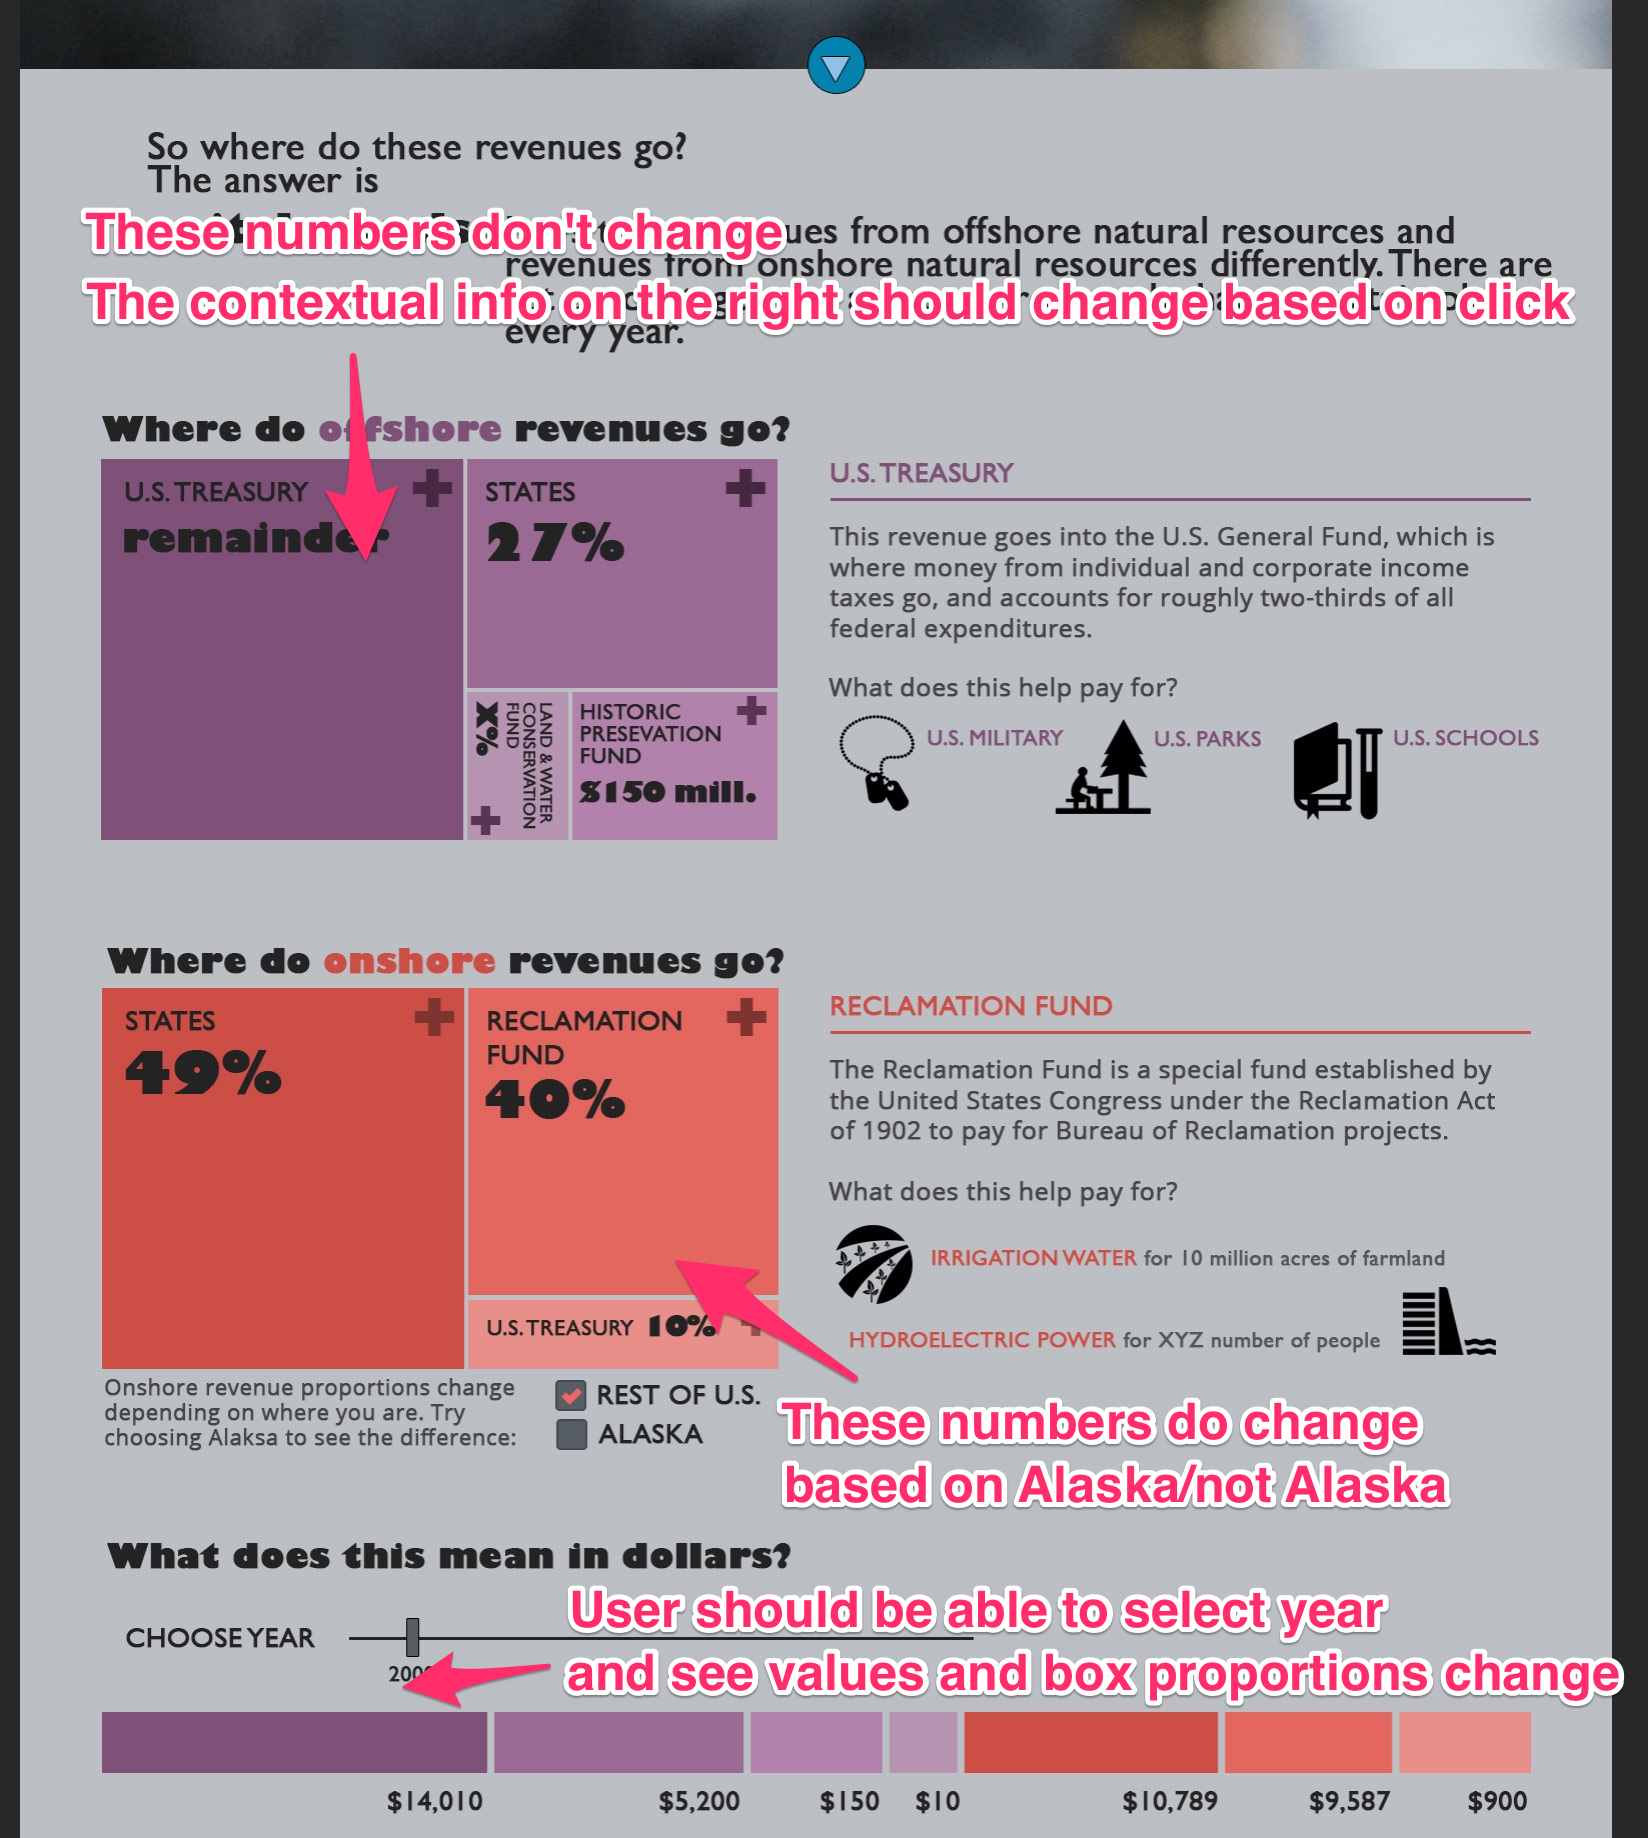 So where do these revenues go?
The answer is
These numbers don't change
ues from offshore natural resources and
revenues from onshore natural resources differently. There are
The contextual info on the right should change based on click
every year.
Where do offshore revenues go?
U.S. TREASURY
remainder
STATES
27%
X%
LAND & WATER
CONSERVATION
FUND
HISTORIC
PRESEVATION
FUND
$150 mill.
U.S. TREASURY
This revenue goes into the U.S. General Fund, which is
where money from individual and corporate income
taxes go, and accounts for roughly two-thirds of all
federal expenditures.
What does this help pay for?
U.S. MILITARY
U.S. PARKS
U.S. SCHOOLS
Where do onshore revenues go?
STATES
49%
RECLAMATION
FUND
40%
U.S. TREASURY 10%
RECLAMATION FUND
The Reclamation Fund is a special fund established by
the United States Congress under the Reclamation Act
of 1902 to pay for Bureau of Reclamation projects.
What does this help pay for?
IRRIGATION WATER for 10 million acres of farmland
HYDROELECTRIC POWER for XYZ number of people
Onshore revenue proportions change
depending on where you are. Try
choosing Alaksa to see the difference:
REST OF U.S.
ALASKA
These numbers do change
based on Alaska/not Alaska
What does this mean in dollars?
CHOOSE YEAR
User should be able to select year
and see values and box proportions change
$14,010
$5,200
$150
$10
$10,789
$9,587
$900